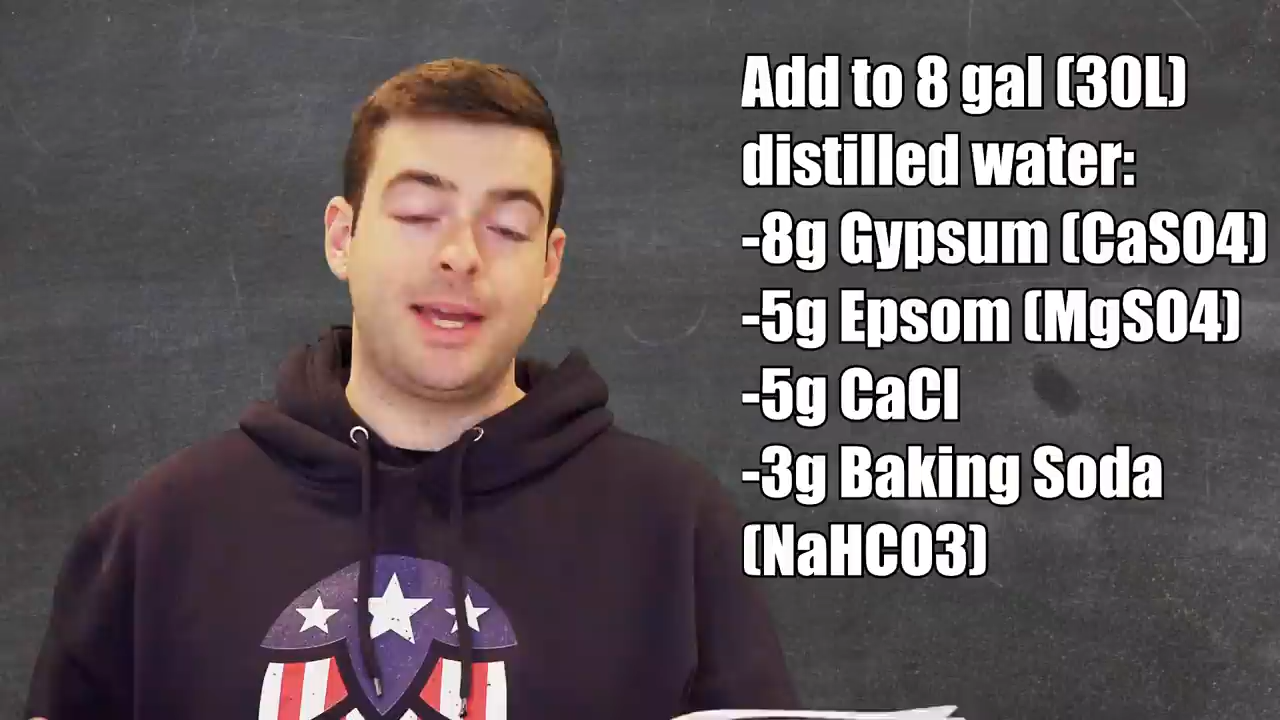 Add to 8 gal (30L)
distilled water:
-8g Gypsum (CaSO4)
-5g Epsom (MgSO4)
-5g CaCl
-3g Baking Soda
(NaHCO3)